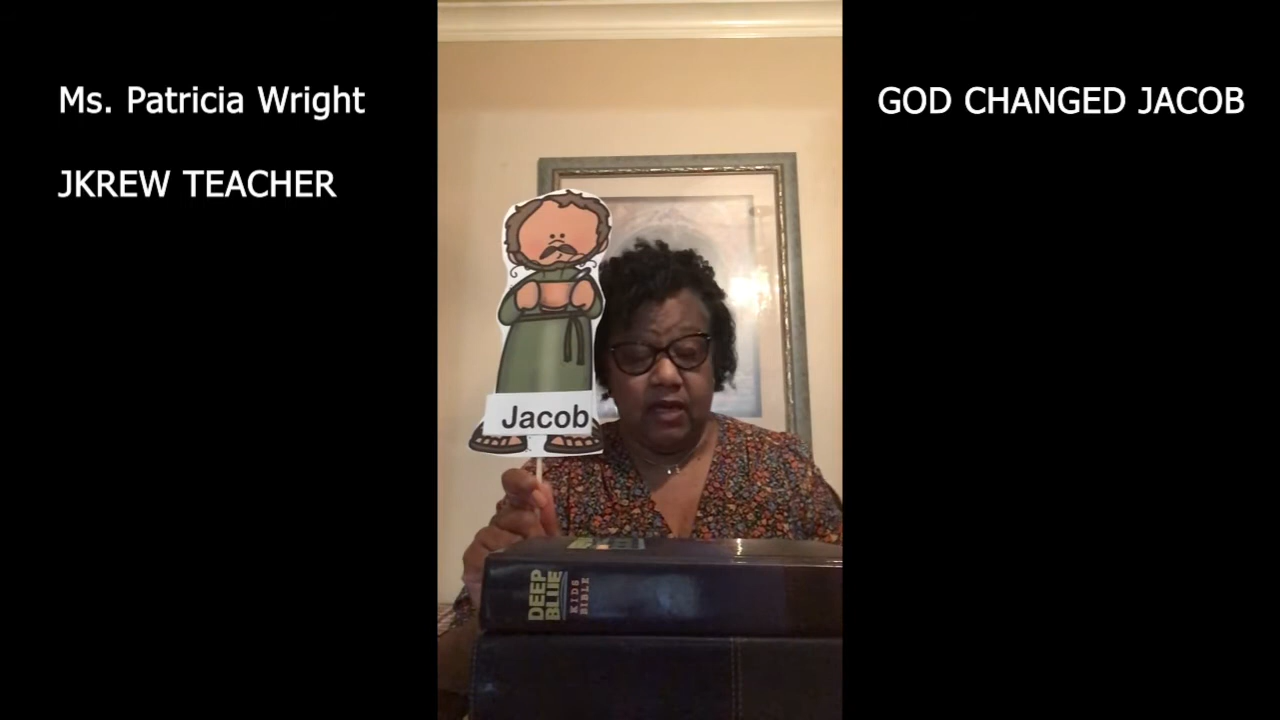 Ms. Patricia Wright
JKREW TEACHER
GOD CHANGED JACOB
Jacob
DEEP
BLUE
KIDS
BIBLE